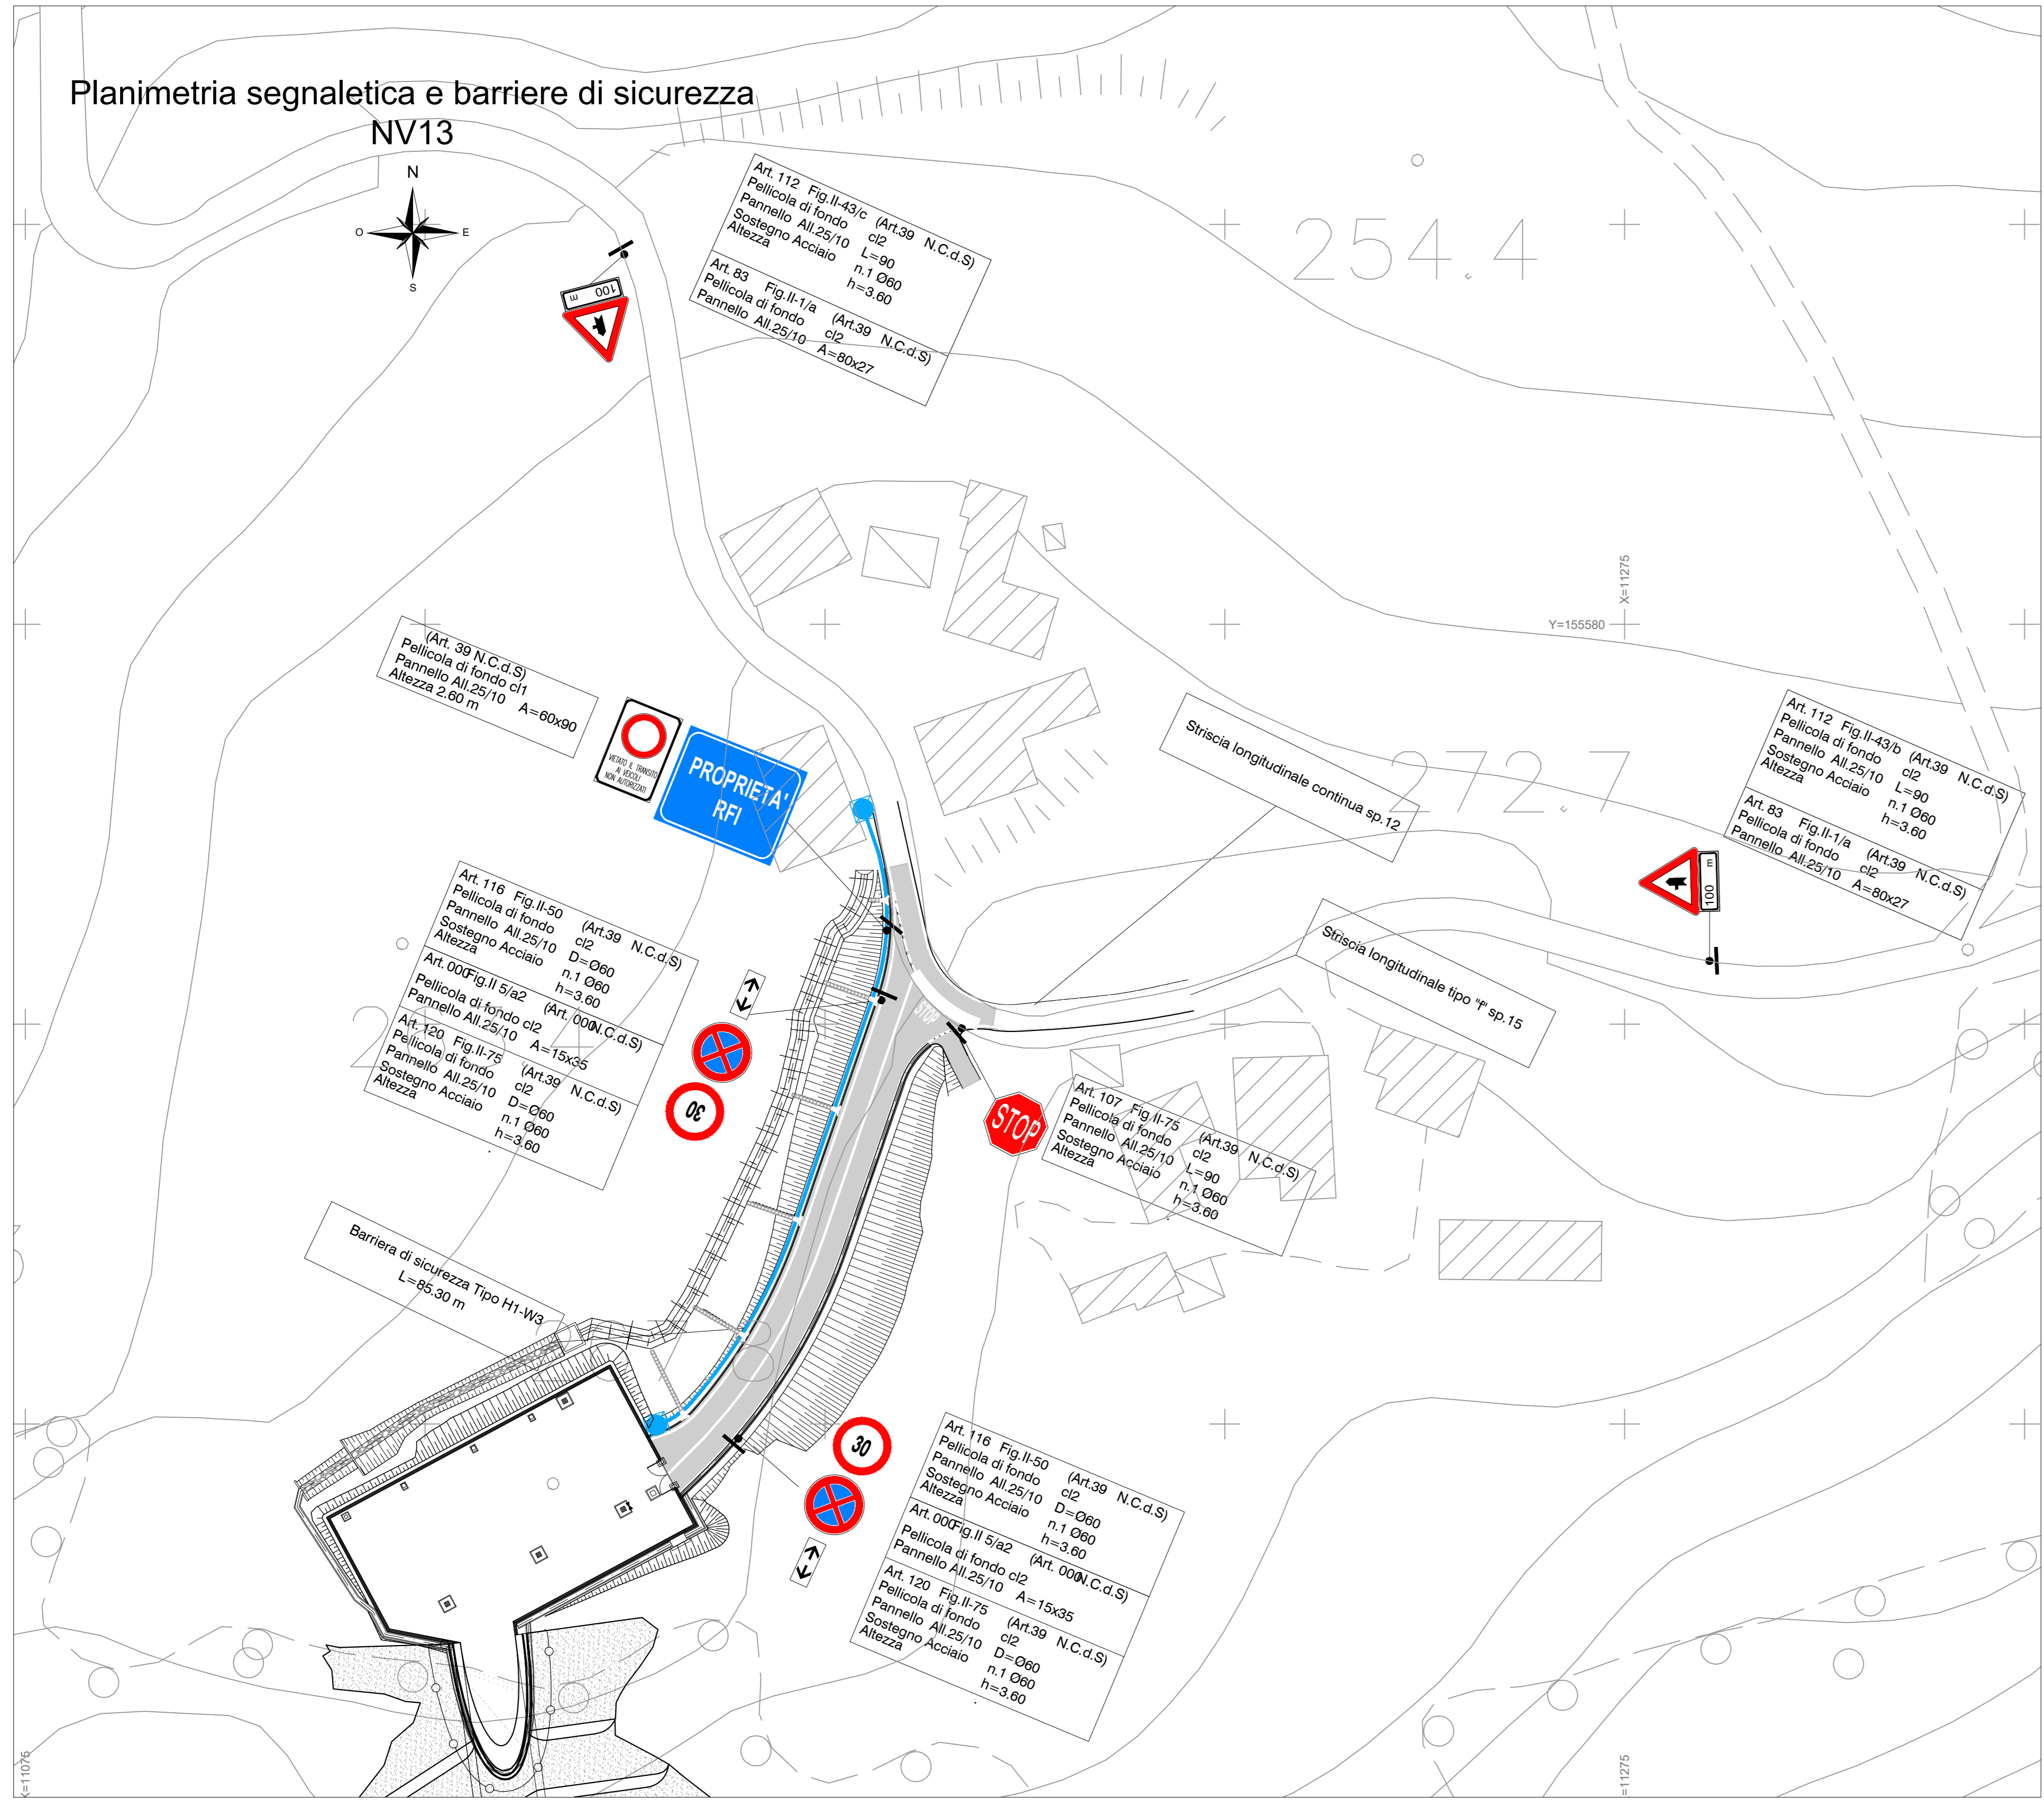 Planimetria segnaletica e barriere di sicurezza
NV13
N
O
E
S
100 m
Art. 112 Fig.II-43/c (Art.39 N.C.d.S)
Pellicola di fondo cl2
Pannello All.25/10 L=90
Sostegno Acciaio n.1 Ø60
Altezza h=3.60
Art. 83 Fig.II-1/a (Art.39 N.C.d.S)
Pellicola di fondo cl2
Pannello All.25/10 A=80x27
254.4
X=11275
Y=155580
(Art. 39 N.C.d.S)
Pellicola di fondo cl1
Pannello All.25/10 A=60x90
Altezza 2.60 m
VIETATO IL TRANSITO
AI VEICOLI
NON AUTORIZZATI
PROPRIETA'
RFI
Striscia longitudinale continua sp.12
272.7
Art. 112 Fig.II-43/b (Art.39 N.C.d.S)
Pellicola di fondo cl2
Pannello All.25/10 L=90
Sostegno Acciaio n.1 Ø60
Altezza h=3.60
Art. 83 Fig.II-1/a (Art.39 N.C.d.S)
Pellicola di fondo cl2
Pannello All.25/10 A=80x27
100 m
Striscia longitudinale tipo "f" sp.15
Art. 116 Fig.II-50 (Art.39 N.C.d.S)
Pellicola di fondo cl2
Pannello All.25/10 D=Ø60
Sostegno Acciaio n.1 Ø60
Altezza h=3.60
Art. 000 Fig.II 5/a2 (Art. 000 N.C.d.S)
Pellicola di fondo cl2
Pannello All.25/10 A=15x35
Art. 120 Fig.II-75 (Art.39 N.C.d.S)
Pellicola di fondo cl2
Pannello All.25/10 D=Ø60
Sostegno Acciaio n.1 Ø60
Altezza h=3.60
30
STOP
STOP
Art. 107 Fig.II-75 (Art.39 N.C.d.S)
Pellicola di fondo cl2
Pannello All.25/10 L=90
Sostegno Acciaio n.1 Ø60
Altezza h=3.60
Barriera di sicurezza Tipo H1-W3
L=85.30 m
30
Art. 116 Fig.II-50 (Art.39 N.C.d.S)
Pellicola di fondo cl2
Pannello All.25/10 D=Ø60
Sostegno Acciaio n.1 Ø60
Altezza h=3.60
Art. 000 Fig.II 5/a2 (Art. 000 N.C.d.S)
Pellicola di fondo cl2
Pannello All.25/10 A=15x35
Art. 120 Fig.II-75 (Art.39 N.C.d.S)
Pellicola di fondo cl2
Pannello All.25/10 D=Ø60
Sostegno Acciaio n.1 Ø60
Altezza h=3.60
X=11075
=11275